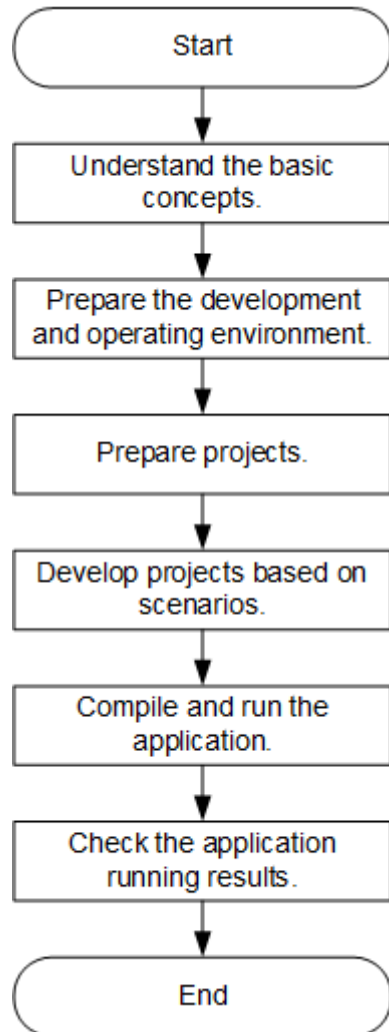 Start
Understand the basic
concepts.
Prepare the development
and operating environment.
Prepare projects.
Develop projects based on
scenarios.
Compile and run the
application.
Check the application
running results.
End